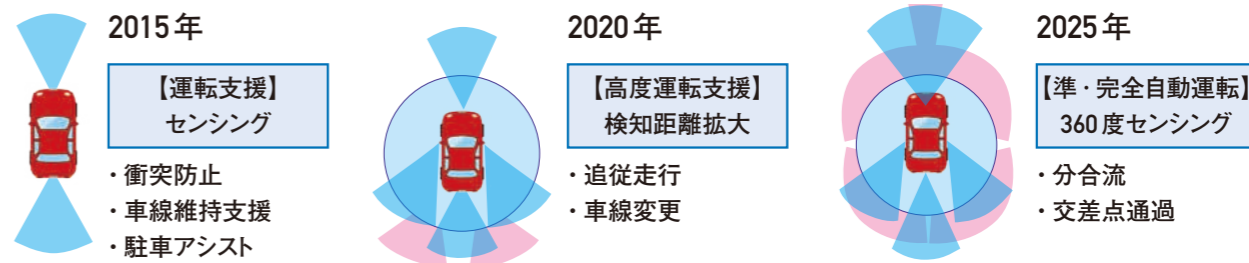 2015年
【運転支援】
センシング
・衝突防止
・車線維持支援
・駐車アシスト
2020年
【高度運転支援】
検知距離拡大
・追従走行
・車線変更
2025年
【準・完全自動運転】
360度センシング
・分合流
・交差点通過